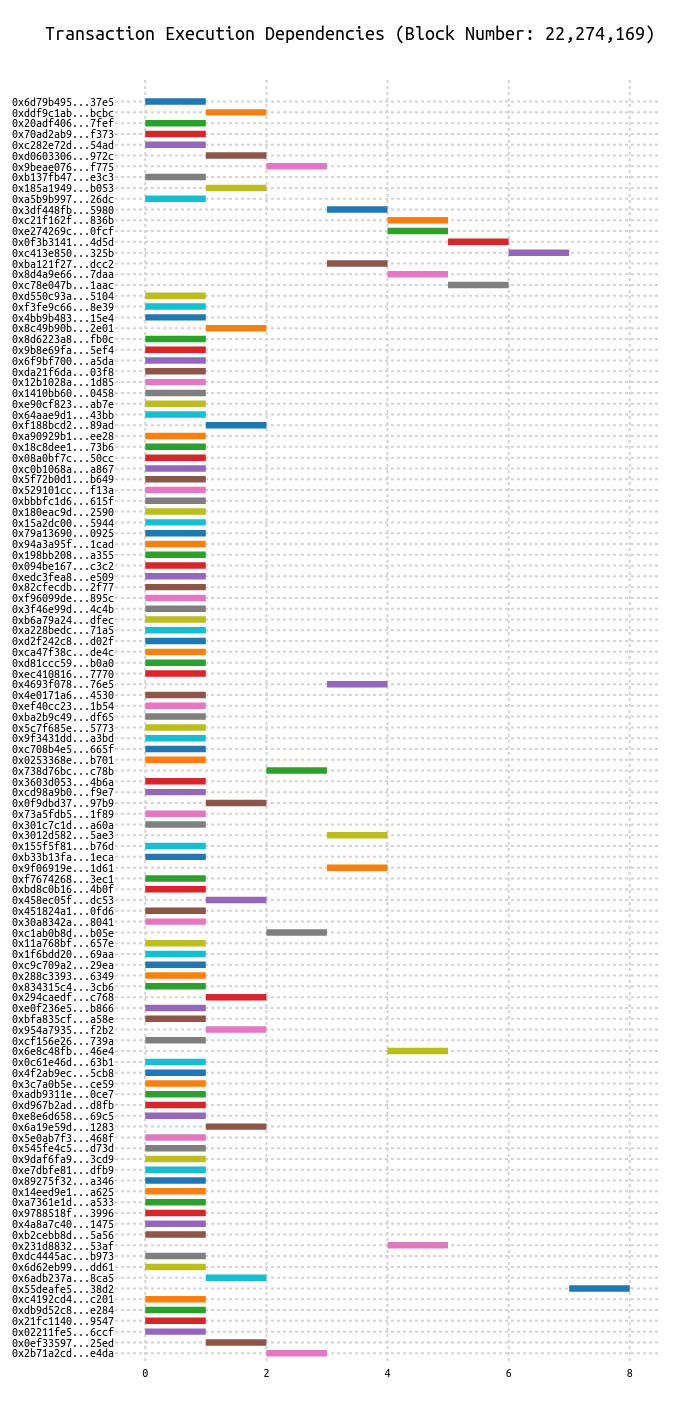 Transaction Execution Dependencies (Block Number: 22,274,169)
0x6d79b495...37e5
0xddf9c1ab...bcbc
0x20adf406...7fef
0x70ad2ab9...f373
0xc282e72d...54ad
0xd0603306...972c
0x9beae076...f775
0xb137fb47...e3c3
0x185a1949...b053
0xa5b9b997...26dc
0x3df448fb...5980
0xc21f162f...836b
0xe274269c...0fcf
0x0f3b3141...4d5d
0xc413e850...325b
0xba121f27...dcc2
0x8d4a9e66...7daa
0xc78e047b...1aac
0xd550c93a...5104
0xf3fe9c66...8e39
0x4bb9b483...15e4
0x8c49b90b...2e01
0x8d6223a8...fb0c
0x9b8e69fa...5ef4
0x6f9bf700...a5da
0xda21f6da...03f8
0x12b1028a...1d85
0x1410bb60...0458
0xe90cf823...ab7e
0x64aae9d1...43bb
0xf188bcd2...89ad
0xa90929b1...ee28
0x18c8dee1...73b6
0x08a0bf7c...50cc
0xc0b1068a...a867
0x5f72b0d1...b649
0x529101cc...f13a
0xbbbfc1d6...615f
0x180eac9d...2590
0x15a2dc00...5944
0x79a13690...0925
0x94a3a95f...1cad
0x198bb208...a355
0x094be167...c3c2
0xedc3fea8...e509
0x82cfecdb...2f77
0xf96099de...895c
0x3f46e99d...4c4b
0xb6a79a24...dfec
0xa228bedc...71a5
0xd2f242c8...d02f
0xca47f38c...de4c
0xd81ccc59...b0a0
0xec410816...7770
0x4693f078...76e5
0x4e0171a6...4530
0xef40cc23...1b54
0xba2b9c49...df65
0x5c7f685e...5773
0x9f3431dd...a3bd
0xc708b4e5...665f
0x0253368e...b701
0x738d76bc...c78b
0x3603d053...4b6a
0xcd98a9b0...f9e7
0x0f9dbd37...97b9
0x73a5fdb5...1f89
0x301c7c1d...a60a
0x3012d582...5ae3
0x155f5f81...b76d
0xb33b13fa...1eca
0x9f06919e...1d61
0xf7674268...3ec1
0xbd8c0b16...4b0f
0x458ec05f...dc53
0x451824a1...0fd6
0x30a8342a...8041
0xc1ab0b8d...b05e
0x11a768bf...657e
0x1f6bdd20...69aa
0xc9c709a2...29ea
0x288c3393...6349
0x834315c4...3cb6
0x294caedf...c768
0xe0f236e5...b866
0xbfa835cf...a58e
0x954a7935...f2b2
0xcf156e26...739a
0x6e8c48fb...46e4
0x0c61e46d...63b1
0x4f2ab9ec...5cb8
0x3c7a0b5e...ce59
0xadb9311e...0ce7
0xd967b2ad...d8fb
0xe8e6d658...69c5
0x6a19e59d...1283
0x5e0ab7f3...468f
0x545fe4c5...d73d
0x9daf6fa9...3cd9
0xe7dbfe81...dfb9
0x89275f32...a346
0x14eed9e1...a625
0xa7361e1d...a533
0x9788518f...3996
0x4a8a7c40...1475
0xb2cebb8d...5a56
0x231d8832...53af
0xdc4445ac...b973
0x6d62eb99...dd61
0x6adb237a...8ca5
0x55deafe5...38d2
0xc4192cd4...c201
0xdb9d52c8...e284
0x21fc1140...9547
0x02211fe5...6ccf
0x0ef33597...25ed
0x2b71a2cd...e4da
0 2 4 6 8